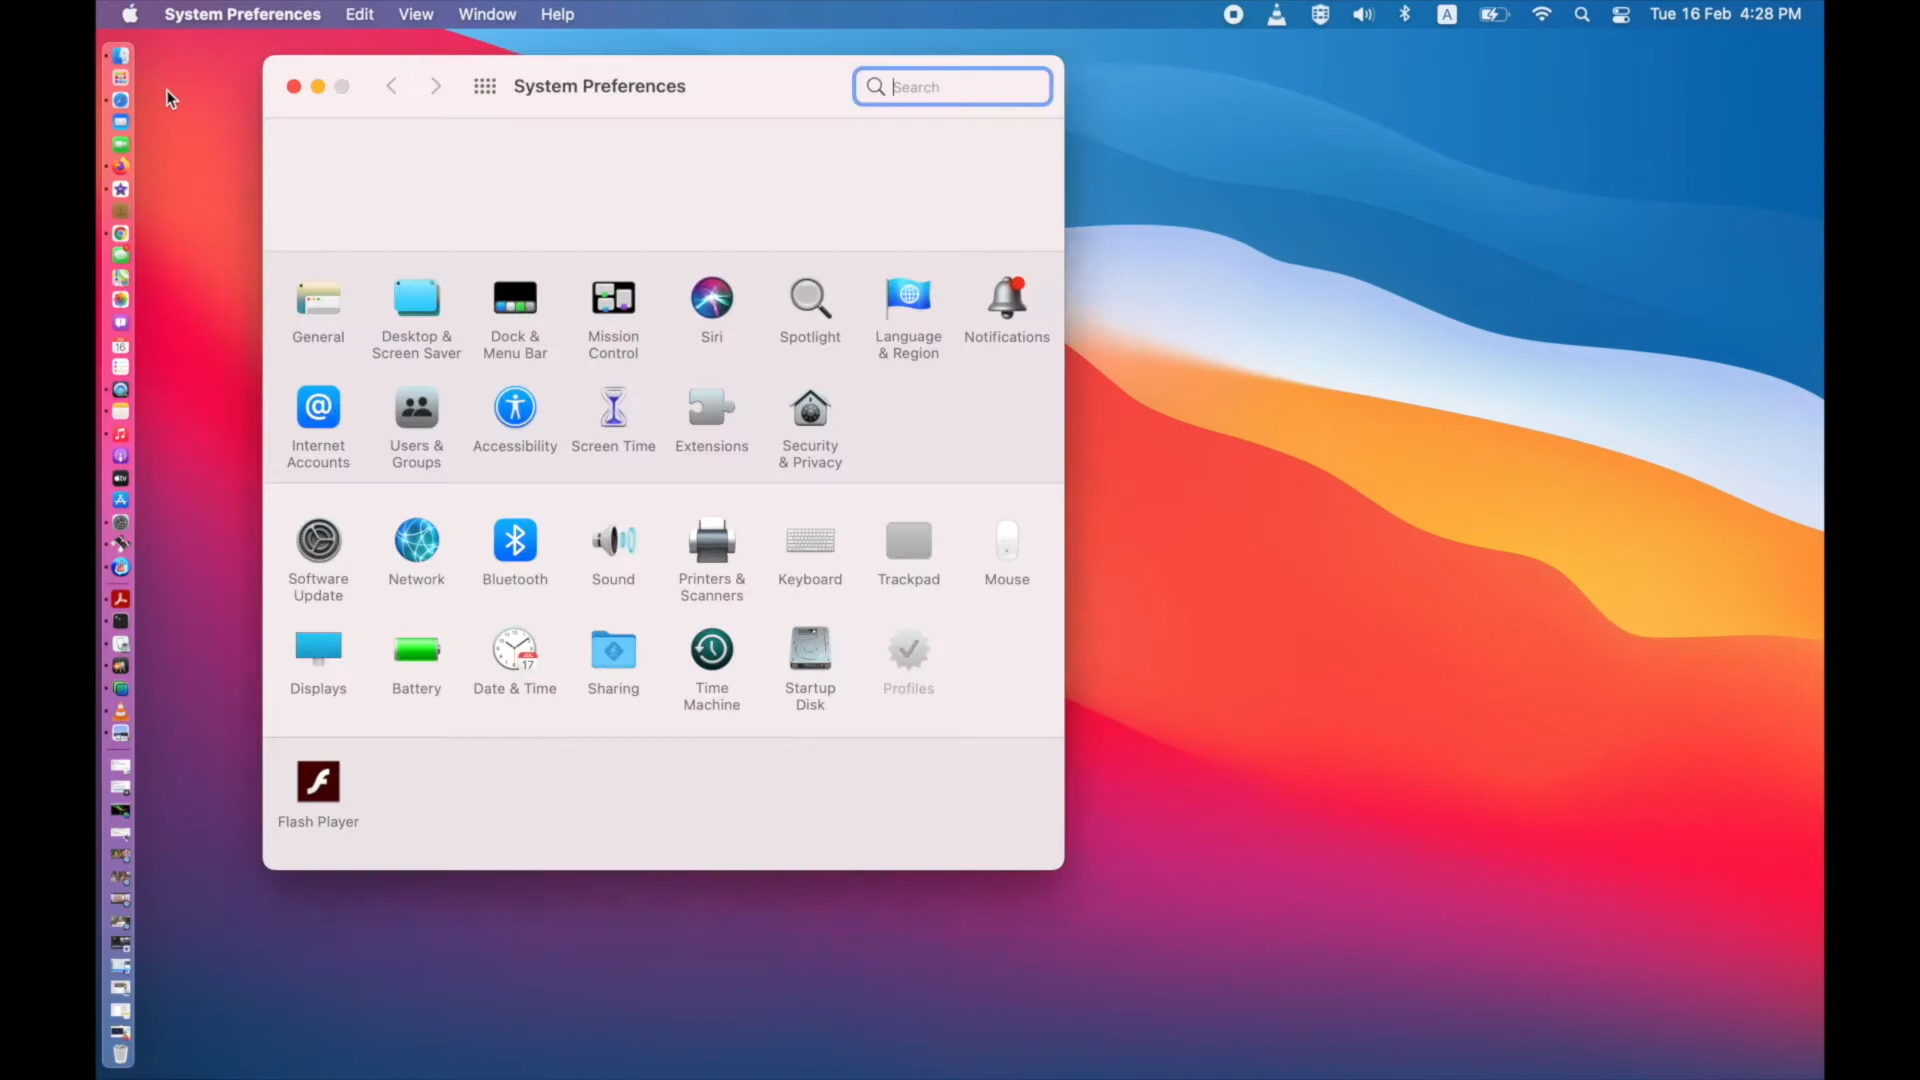 System Preferences Edit View Window Help
A
Tue 16 Feb 4:28 PM
System Preferences
Search
General
Desktop &
Screen Saver
Dock &
Menu Bar
Mission
Control
Siri
Spotlight
Language
& Region
Notifications
Internet
Accounts
Users &
Groups
Accessibility
Screen Time
Extensions
Security
& Privacy
Software
Update
Network
Bluetooth
Sound
Printers &
Scanners
Keyboard
Trackpad
Mouse
Displays
Battery
17
Date & Time
Sharing
Time
Machine
Startup
Disk
Profiles
Flash Player
16
tv